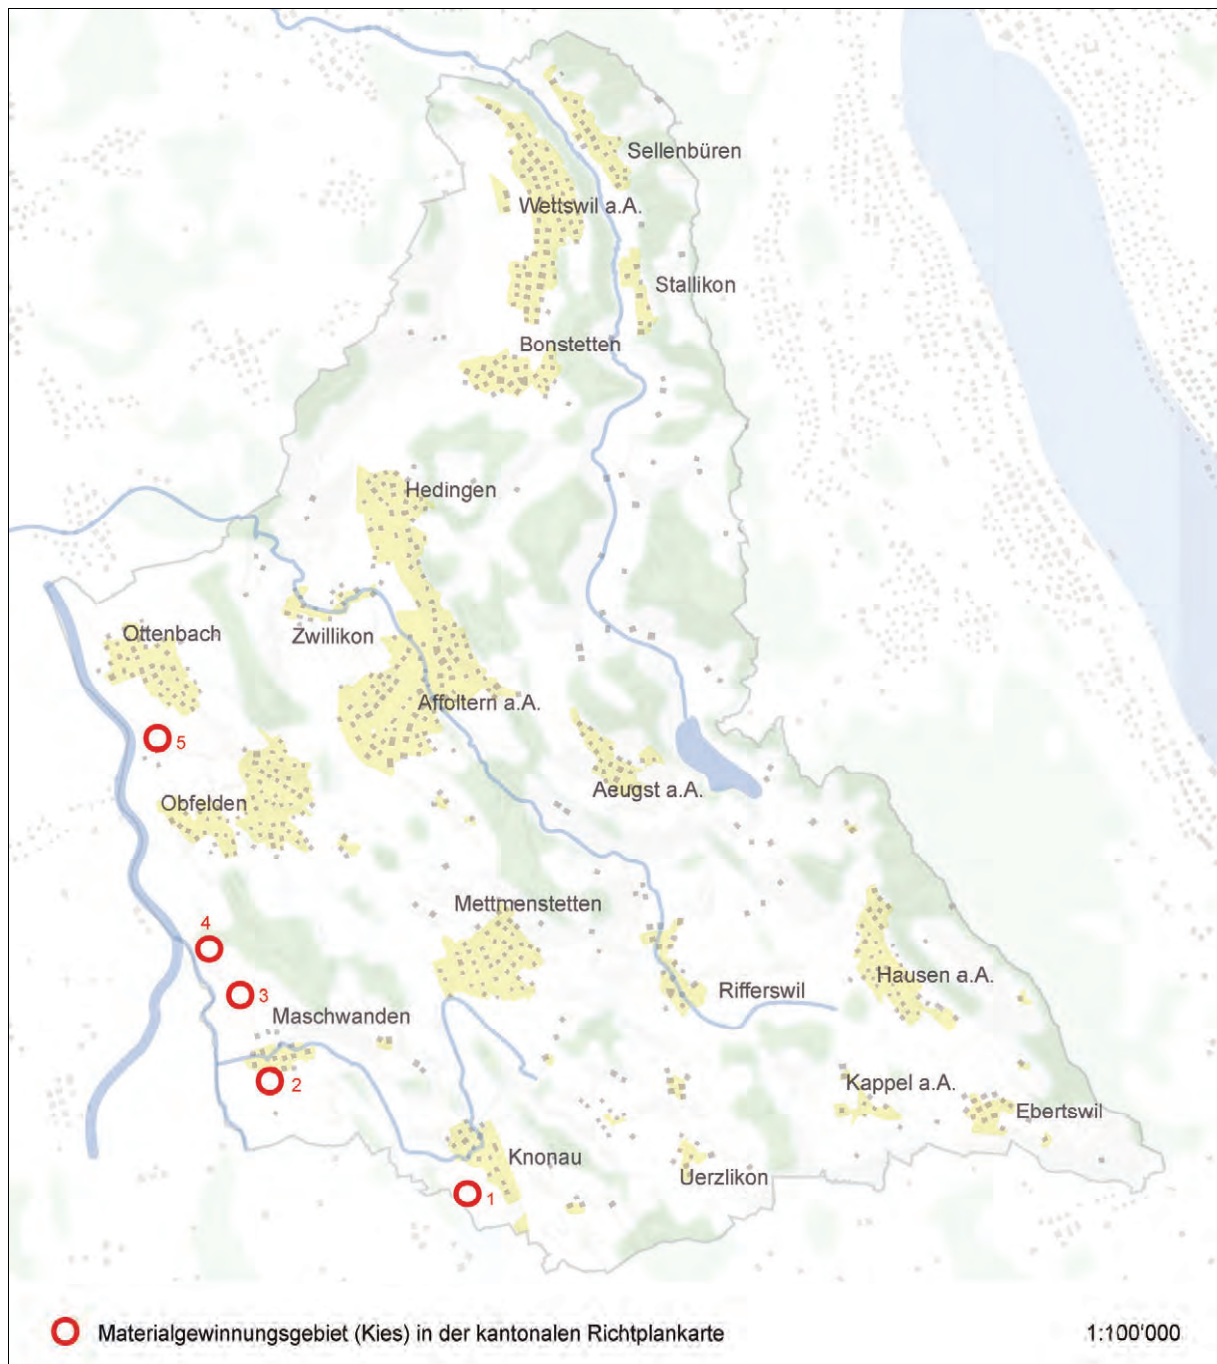 Sellenbüren
Wettswil a.A.
Stallikon
Bonstetten
Hedingen
Ottenbach
Zwillikon
Affoltern a.A.
5
Aeugst a.A.
Obfelden
Mettmenstetten
4
Hausen a.A.
Rifferswil
3
Maschwanden
2
Kappel a.A.
Ebertswil
Knonau
Uerzlikon
1
Materialgewinnungsgebiet (Kies) in der kantonalen Richtplankarte 1:100'000